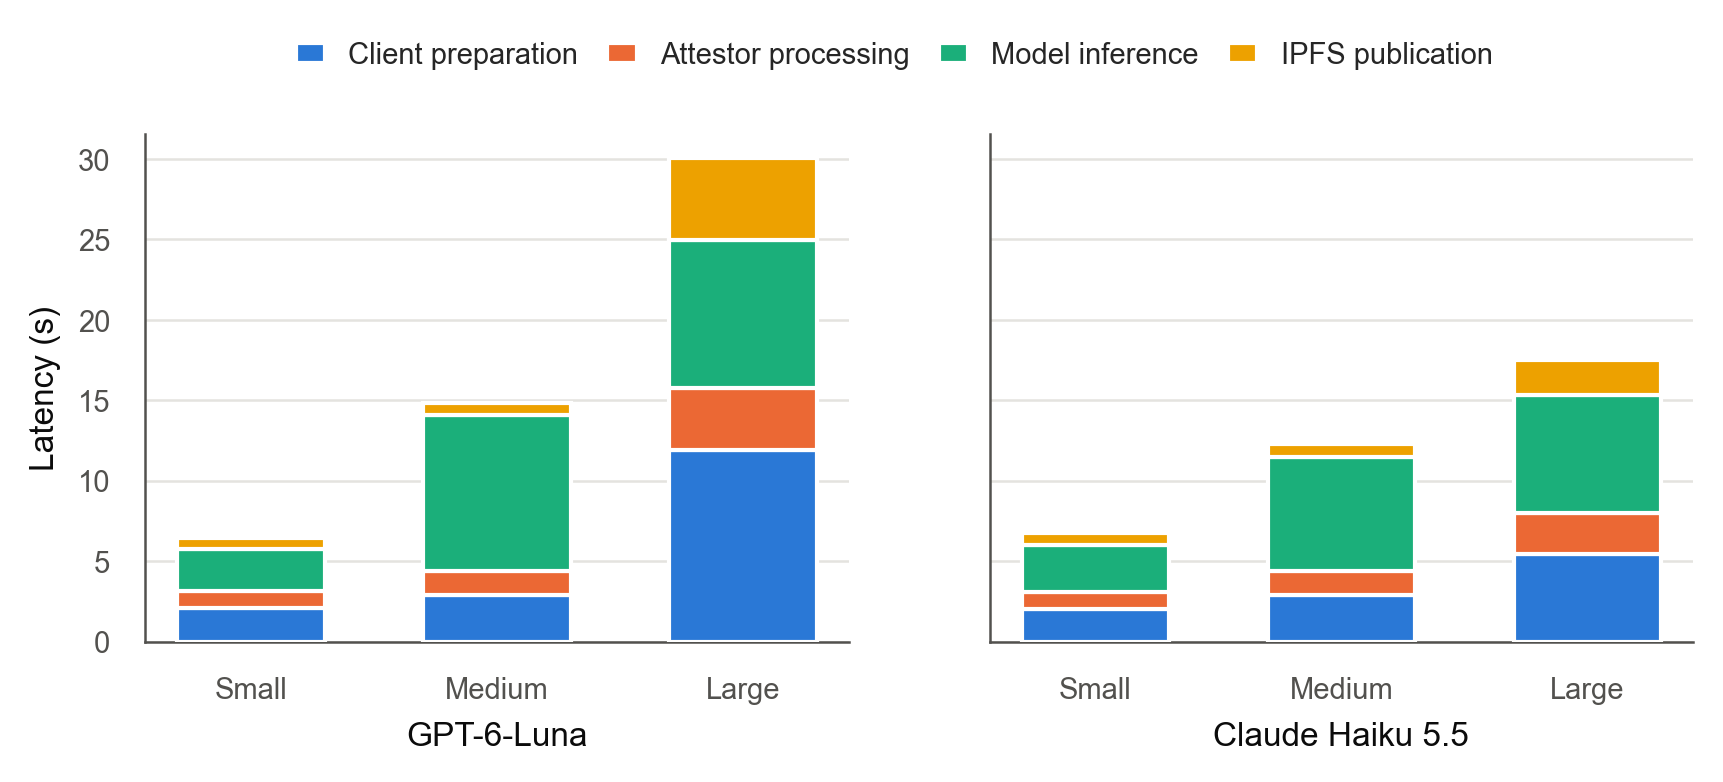 Client preparation Attestor processing Model inference IPFS publication
Latency (s)
30
25
20
15
10
5
0
Small Medium Large
Small Medium Large
GPT-6-Luna
Claude Haiku 5.5